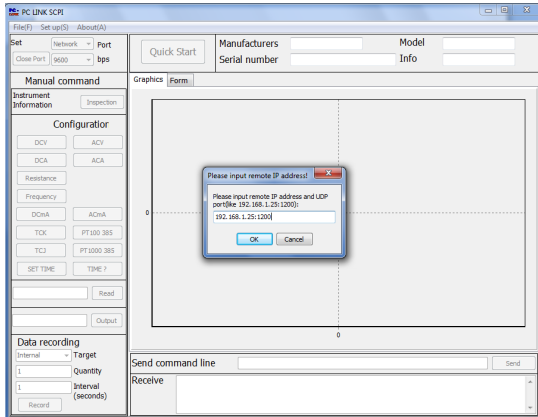 PC LINK SCPI
File(F) Set up(S) About(A)
Set Network Port
Close Port 9600 bps
Quick Start
Manufacturers Model
Serial number Info
Manual command
Graphics Form
Instrument
Information Inspection
Configuratior
DCV ACV
DCA ACA
Resistance
Frequency
DCmA ACmA
TCK PT100 385
TCJ PT1000 385
SET TIME TIME ?
Read
Output
Data recording
Internal Target
1 Quantity
1 Interval
(seconds)
Record
0
Please input remote IP address!
Please input remote IP address and UDP
port(like 192.168.1.25:1200):
192.168.1.25:1200
OK Cancel
0
Send command line Send
Receive